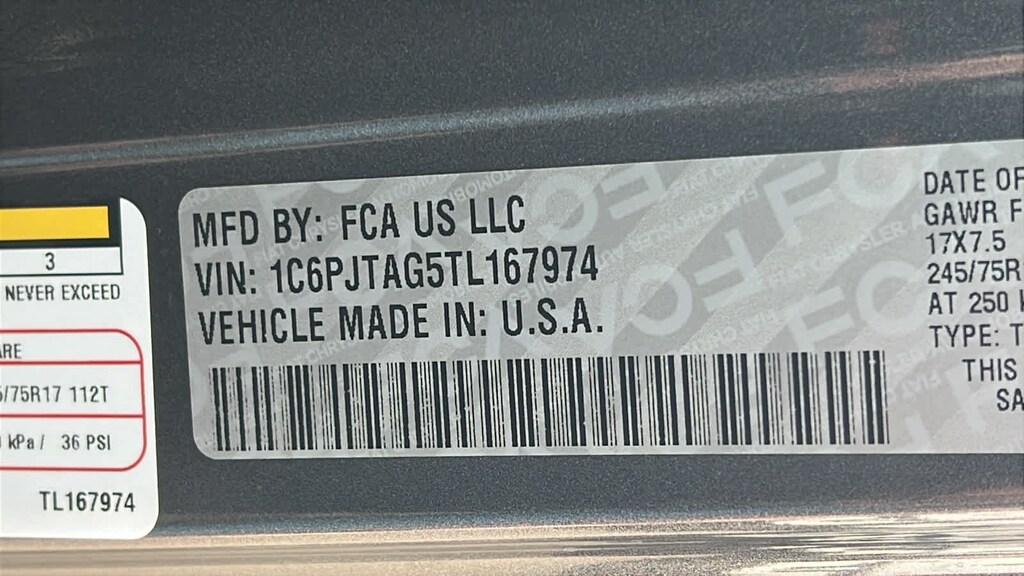 3
NEVER EXCEED
/75R17 112T
kPa / 36 PSI
TL167974
MFD BY: FCA US LLC
VIN: 1C6PJTAG5TL167974
VEHICLE MADE IN: U.S.A.
DATE OF
GAWR F
17X7.5
245/75R
AT 250
TYPE: T
THIS
SA